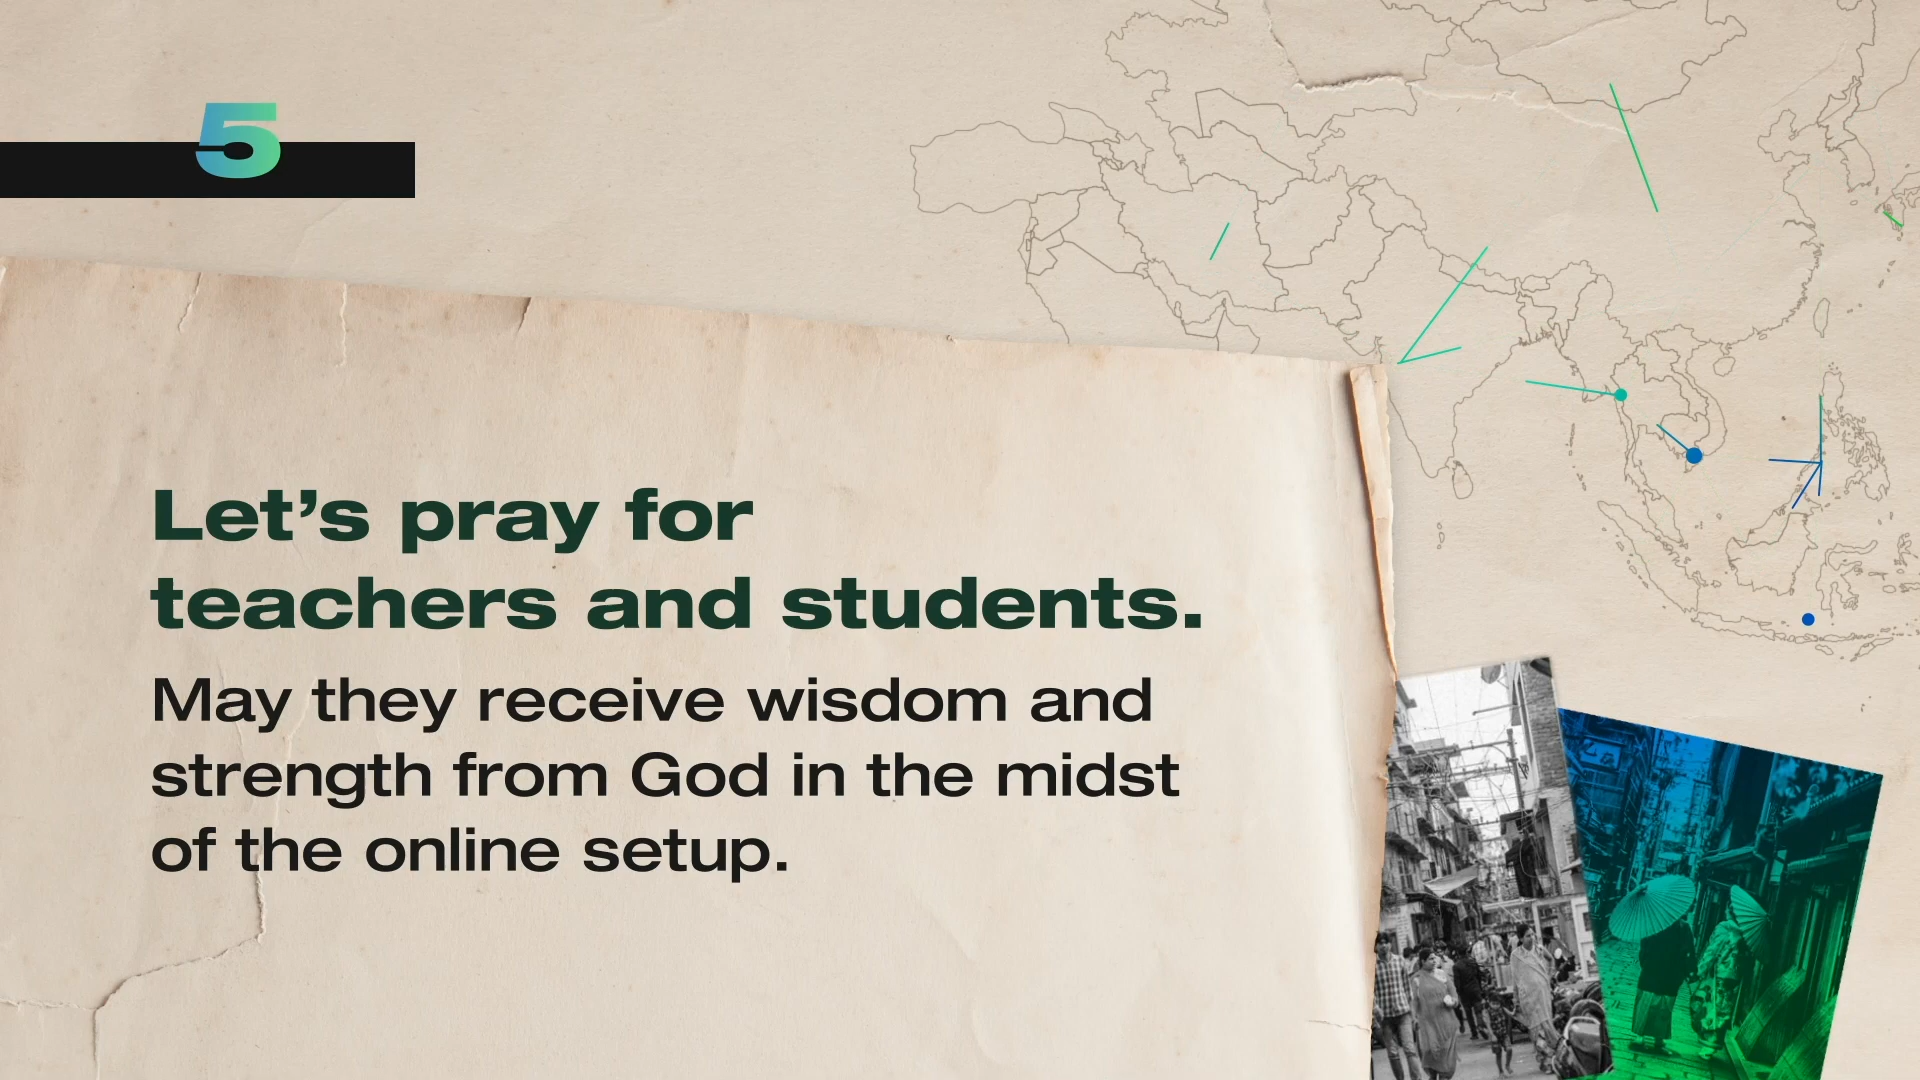 5
Let’s pray for
teachers and students.
May they receive wisdom and
strength from God in the midst
of the online setup.